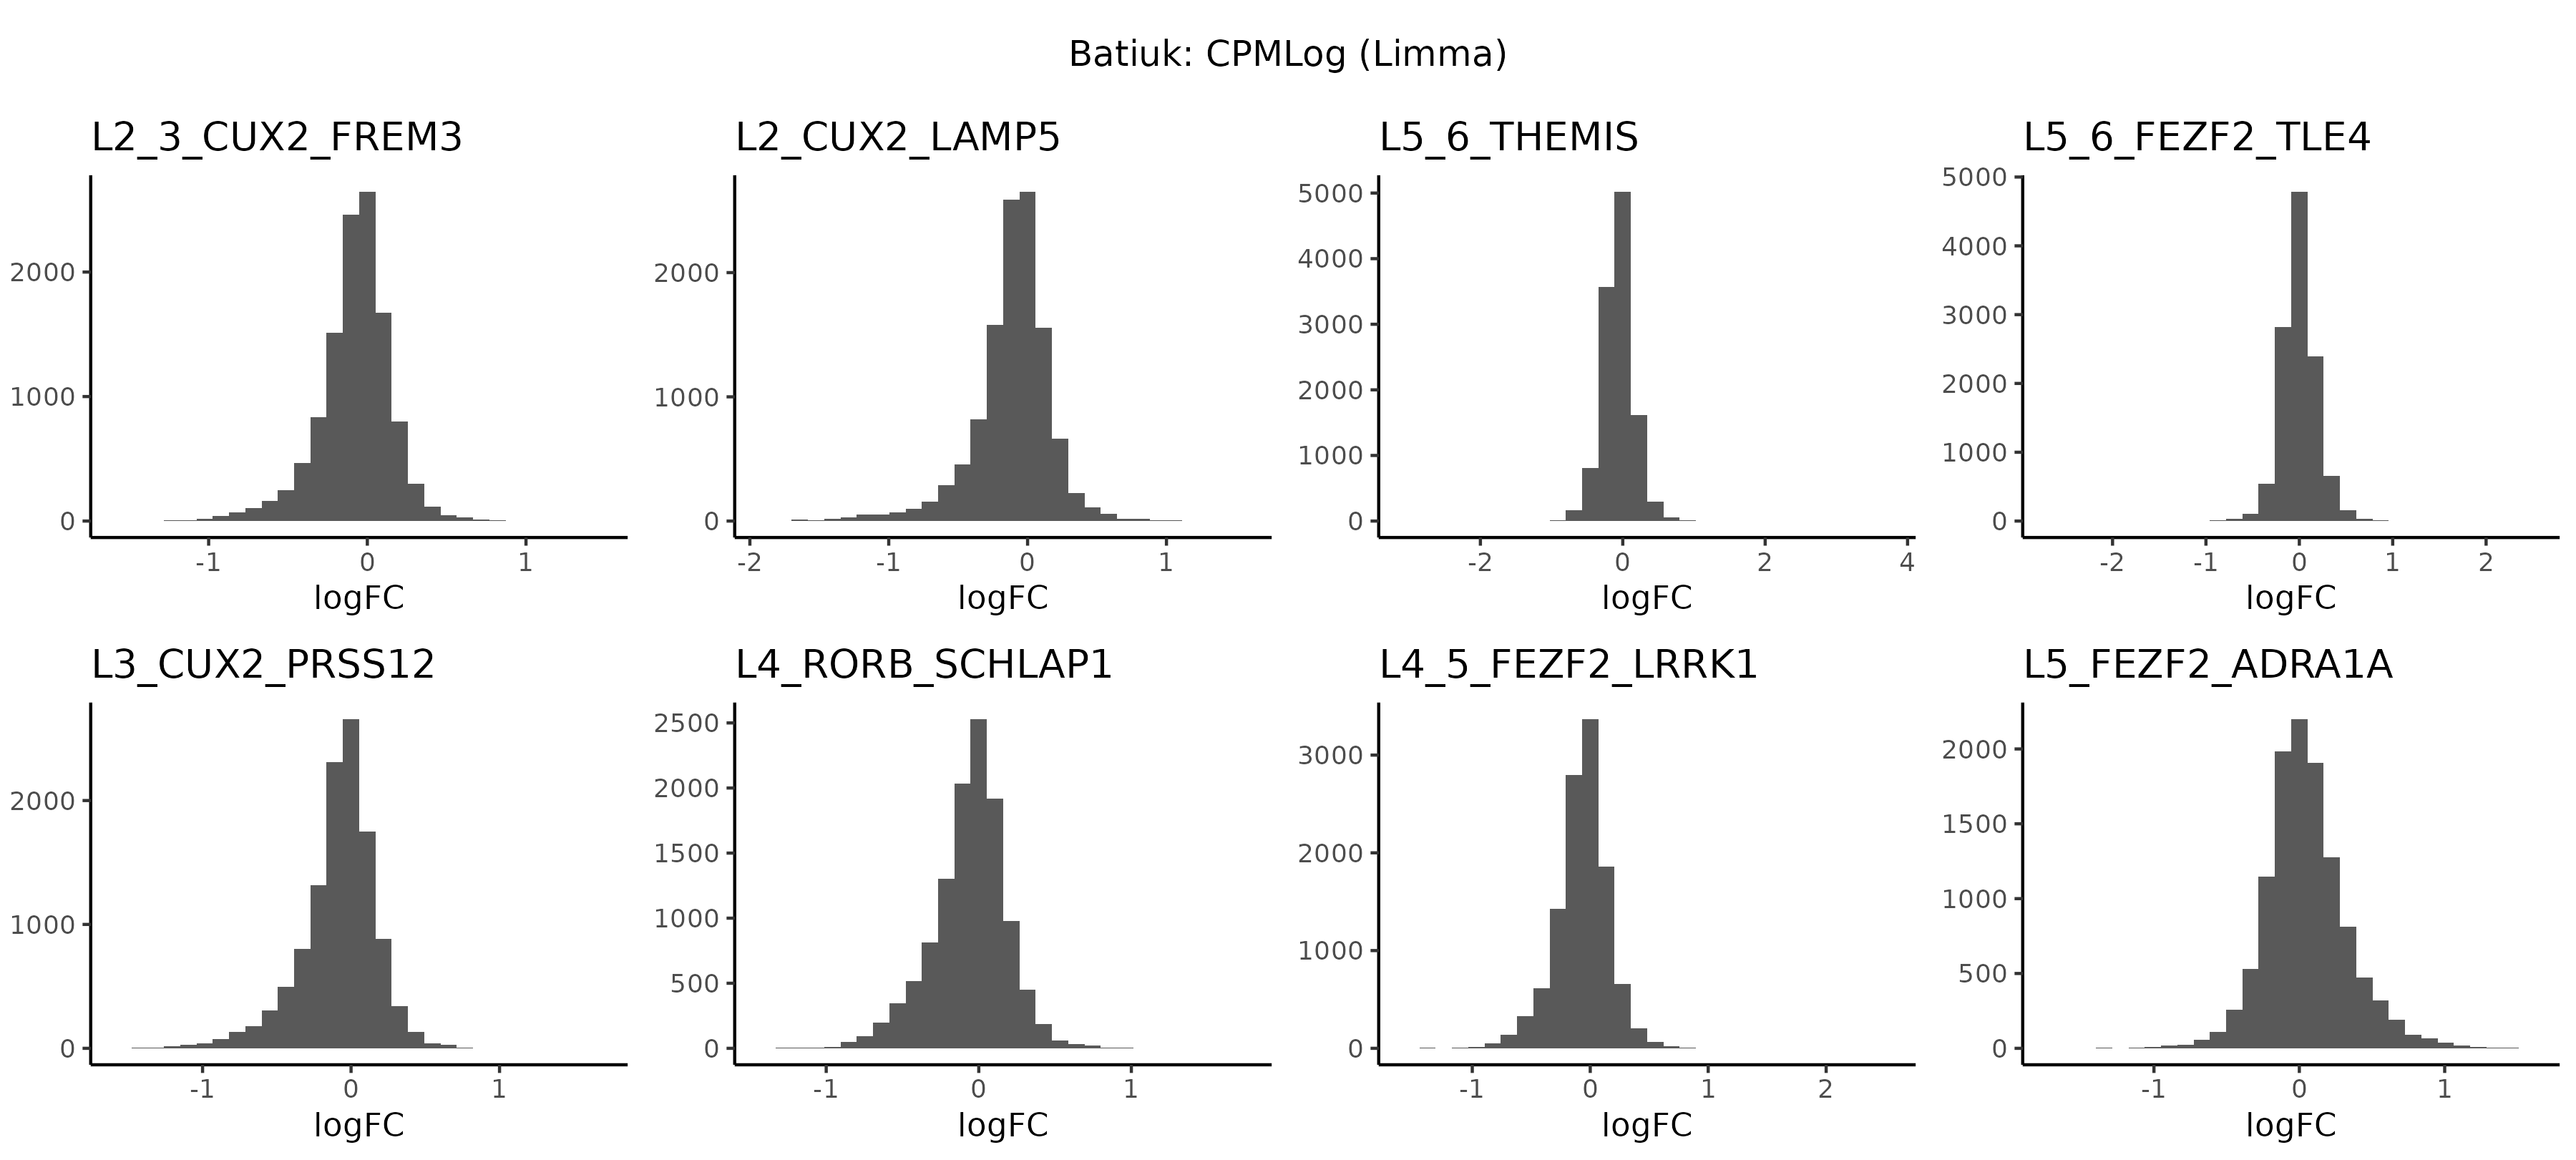 Batiuk: CPMLog (Limma)
L2_3_CUX2_FREM3
2000
1000
0
-1 0 1
logFC
L2_CUX2_LAMP5
2000
1000
0
-2 -1 0 1
logFC
L5_6_THEMIS
5000
4000
3000
2000
1000
0
-2 0 2 4
logFC
L5_6_FEZF2_TLE4
5000
4000
3000
2000
1000
0
-2 -1 0 1 2
logFC
L3_CUX2_PRSS12
2000
1000
0
-1 0 1
logFC
L4_RORB_SCHLAP1
2500
2000
1500
1000
500
0
-1 0 1
logFC
L4_5_FEZF2_LRRK1
3000
2000
1000
0
-1 0 1 2
logFC
L5_FEZF2_ADRA1A
2000
1500
1000
500
0
-1 0 1
logFC